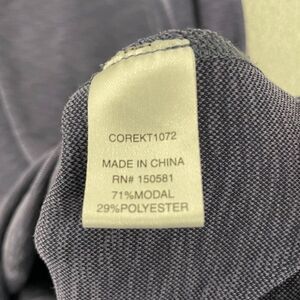 COREKT1072
MADE IN CHINA
RN# 150581
71%MODAL
29%POLYESTER